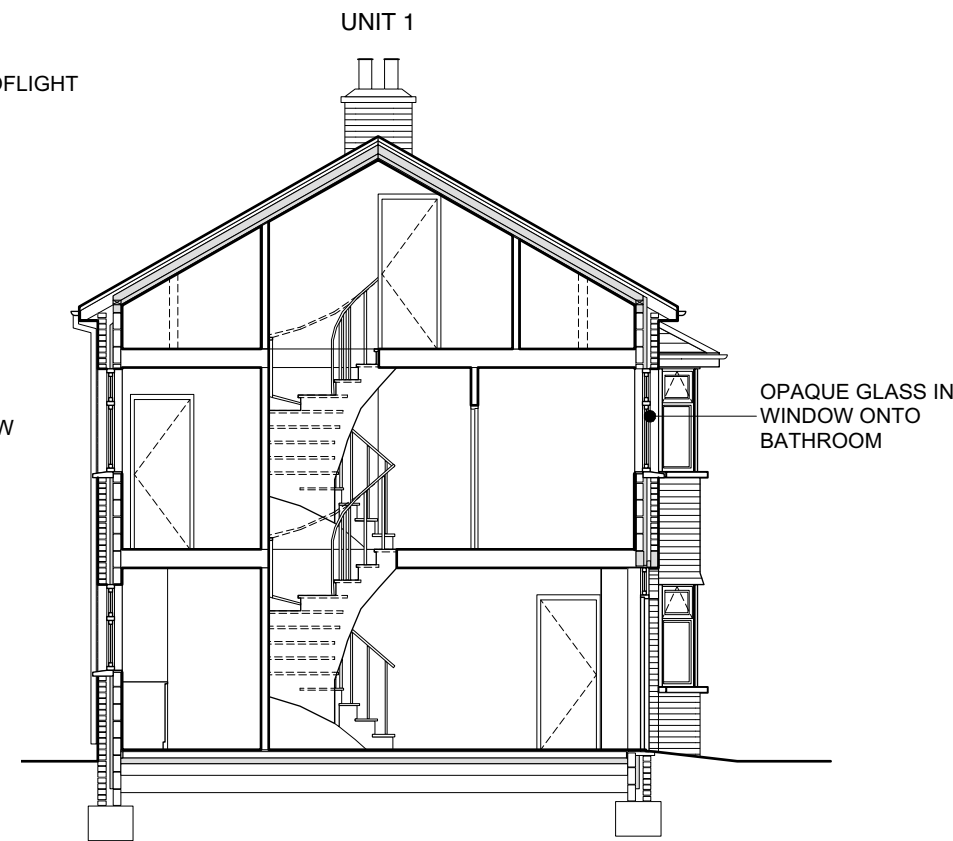 UNIT 1
OFLIGHT
W
OPAQUE GLASS IN
WINDOW ONTO
BATHROOM